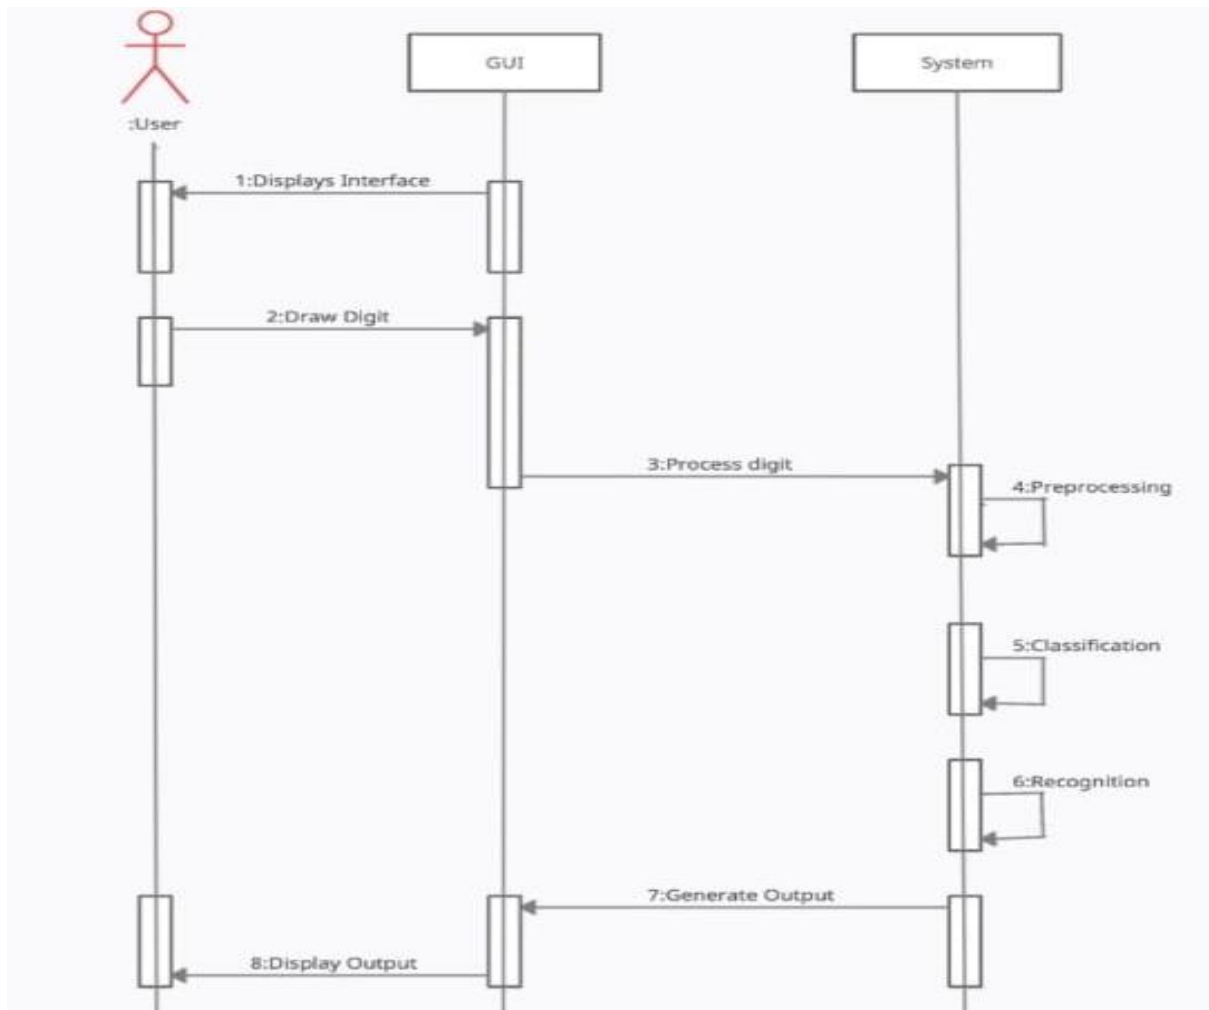 GUI
System
:User
1:Displays Interface
2:Draw Digit
3:Process digit
4:Preprocessing
5:Classification
6:Recognition
7:Generate Output
8:Display Output